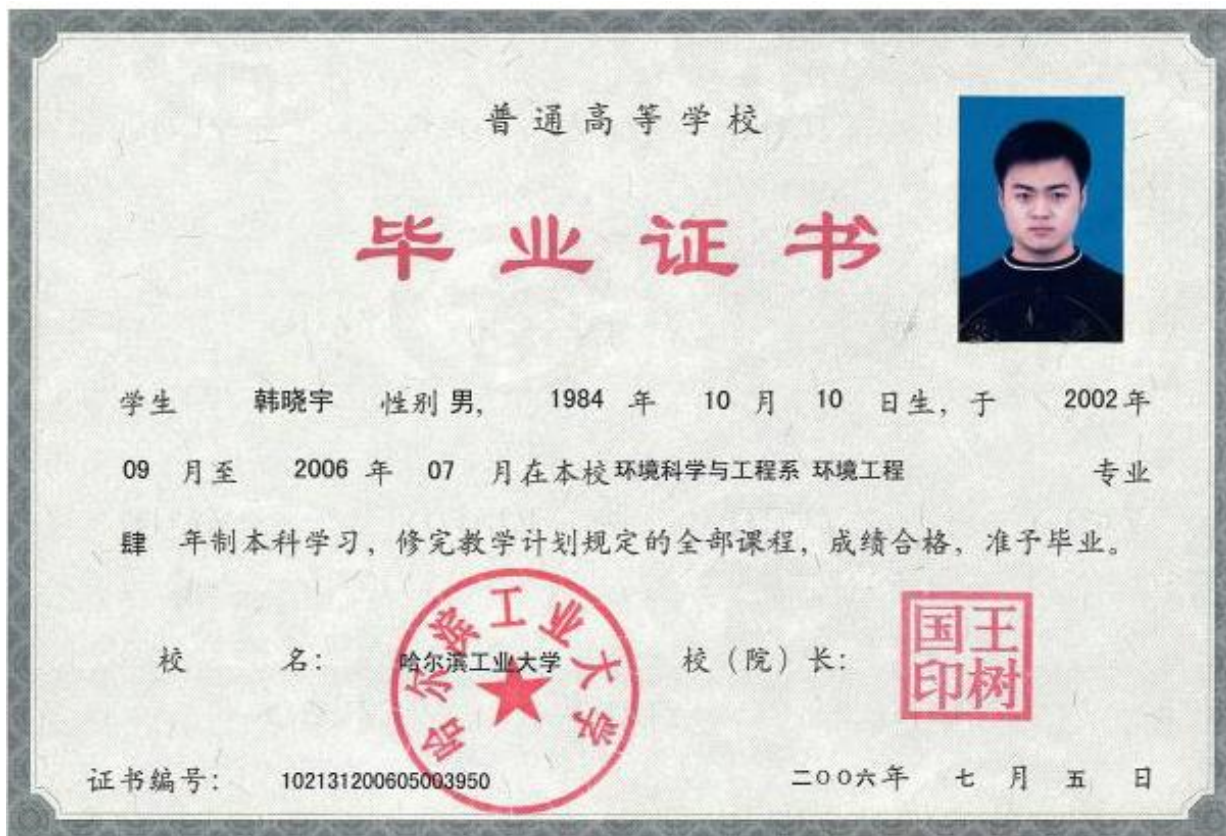 普通高等学校
毕业证书
学生 韩晓宇 性别 男, 1984 年 10 月 10 日生, 于 2002 年
09 月至 2006 年 07 月在本校 环境科学与工程系 环境工程 专业
肆 年制本科学习, 修完教学计划规定的全部课程, 成绩合格, 准予毕业。
校 名: 哈尔滨工业大学 校(院)长:
哈尔滨工业大学
王树国印
证书编号: 102131200605003950 二〇〇六年 七 月 五 日